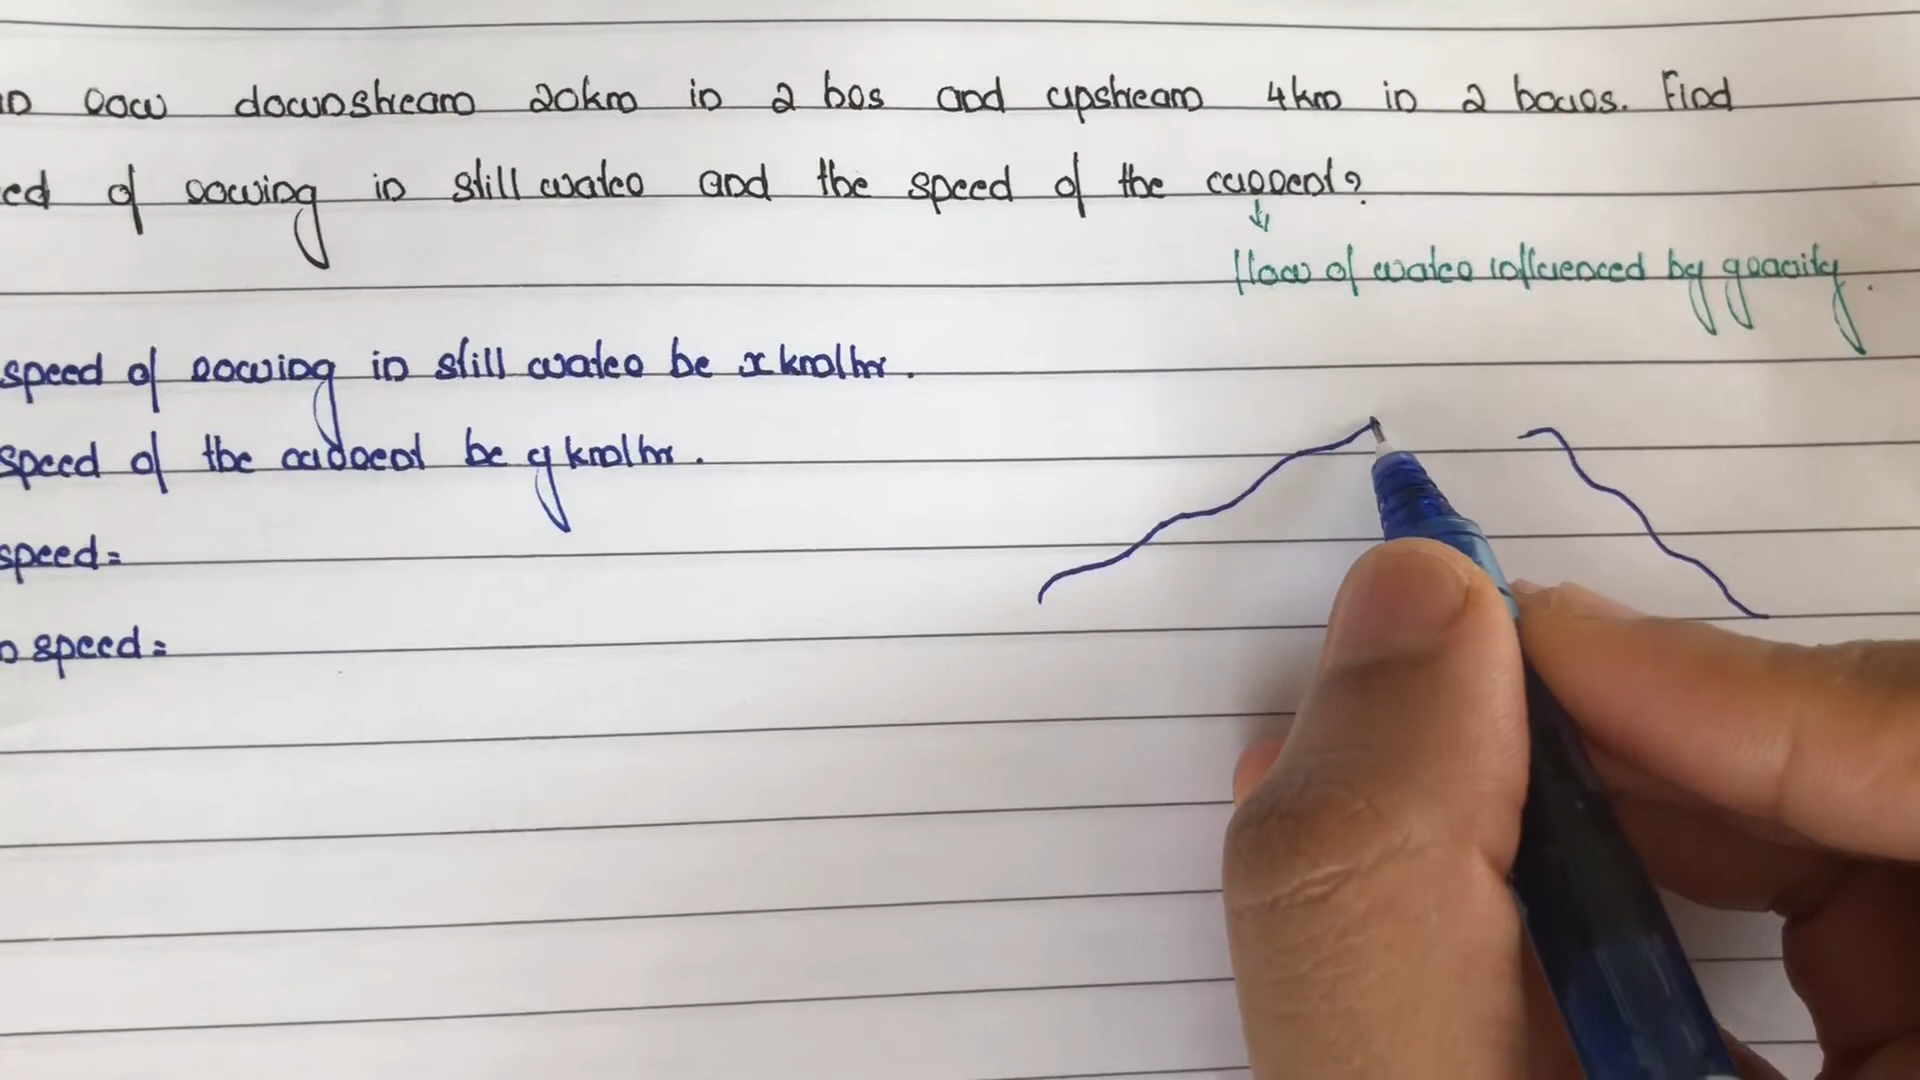 row downstream 20km in 2 hrs and upstream 4km in 2 hours. Find
ed of rowing in still water and the speed of the current?
↓
flow of water influenced by gravity.
speed of rowing in still water be x km/hr.
speed of the current be y km/hr.
speed=
speed=